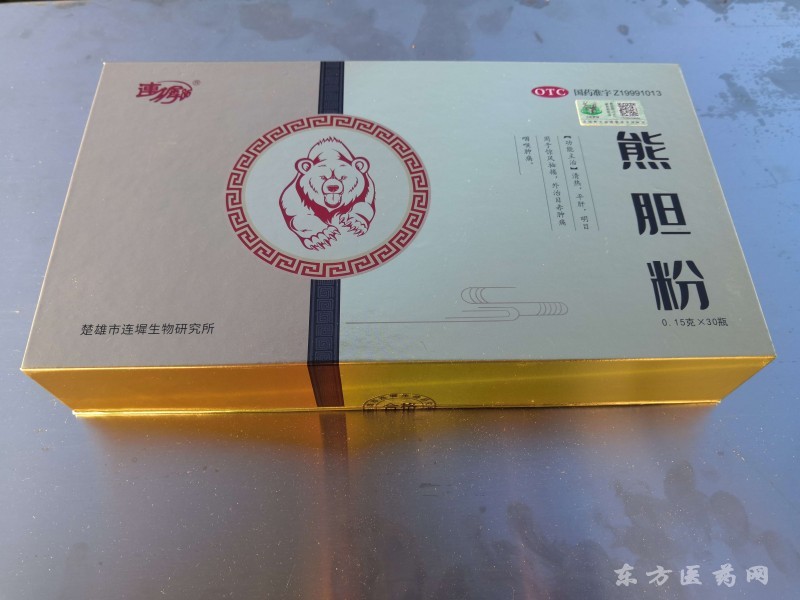 连墀®
OTC 国药准字Z19991013
熊胆粉
0.15克×30瓶
【功能主治】清热，平肝，明目
用于惊风抽搐，外治目赤肿痛
咽喉肿痛。
楚雄市连墀生物研究所
合格
东方医药网